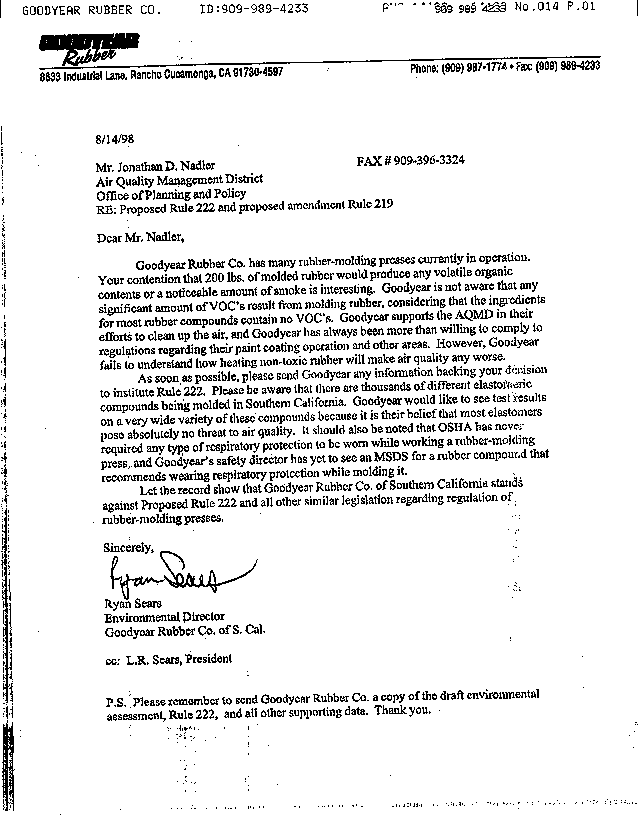 GOODYEAR RUBBER CO. ID:909-989-4233 909 989 4233 No.014 P.01
GOODYEAR
Rubber
8833 Industrial Lane, Rancho Cucamonga, CA 91730-4597 Phone: (909) 987-1774 • Fax: (909) 989-4233
8/14/98
Mr. Jonathan D. Nadler FAX # 909-396-3324
Air Quality Management District
Office of Planning and Policy
RE: Proposed Rule 222 and proposed amendment Rule 219
Dear Mr. Nadler,
Goodyear Rubber Co. has many rubber-molding presses currently in operation.
Your contention that 200 lbs. of molded rubber would produce any volatile organic
contents or a noticeable amount of smoke is interesting. Goodyear is not aware that any
significant amount of VOC's result from molding rubber, considering that the ingredients
for most rubber compounds contain no VOC's. Goodyear supports the AQMD in their
efforts to clean up the air, and Goodyear has always been more than willing to comply to
regulations regarding their paint coating operation and other areas. However, Goodyear
fails to understand how heating non-toxic rubber will make air quality any worse.
As soon as possible, please send Goodyear any information backing your decision
to institute Rule 222. Please be aware that there are thousands of different elastomeric
compounds being molded in Southern California. Goodyear would like to see test results
on a very wide variety of these compounds because it is their belief that most elastomers
pose absolutely no threat to air quality. It should also be noted that OSHA has never
required any type of respiratory protection to be worn while working a rubber-molding
press, and Goodyear's safety director has yet to see an MSDS for a rubber compound that
recommends wearing respiratory protection while molding it.
Let the record show that Goodyear Rubber Co. of Southern California stands
against Proposed Rule 222 and all other similar legislation regarding regulation of
rubber-molding presses.
Sincerely,
Ryan Sears
Ryan Sears
Environmental Director
Goodyear Rubber Co. of S. Cal.
cc: L.R. Sears, President
P.S. Please remember to send Goodyear Rubber Co. a copy of the draft environmental
assessment, Rule 222, and all other supporting data. Thank you.